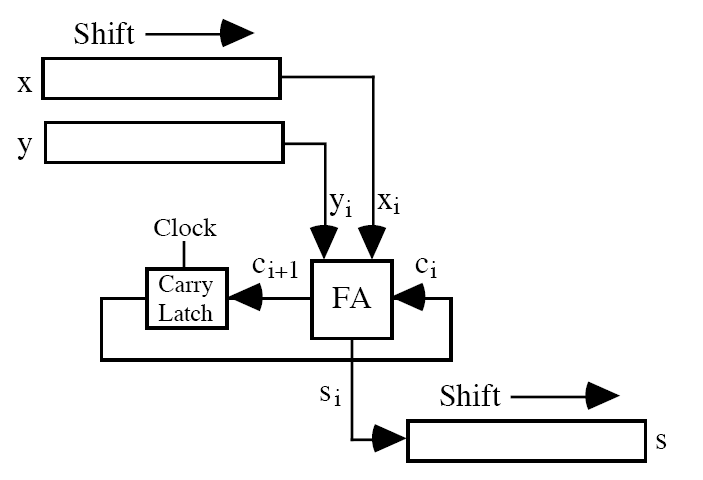 Shift
x
y
yi
xi
Clock
ci+1
ci
Carry
Latch
FA
si
Shift
s